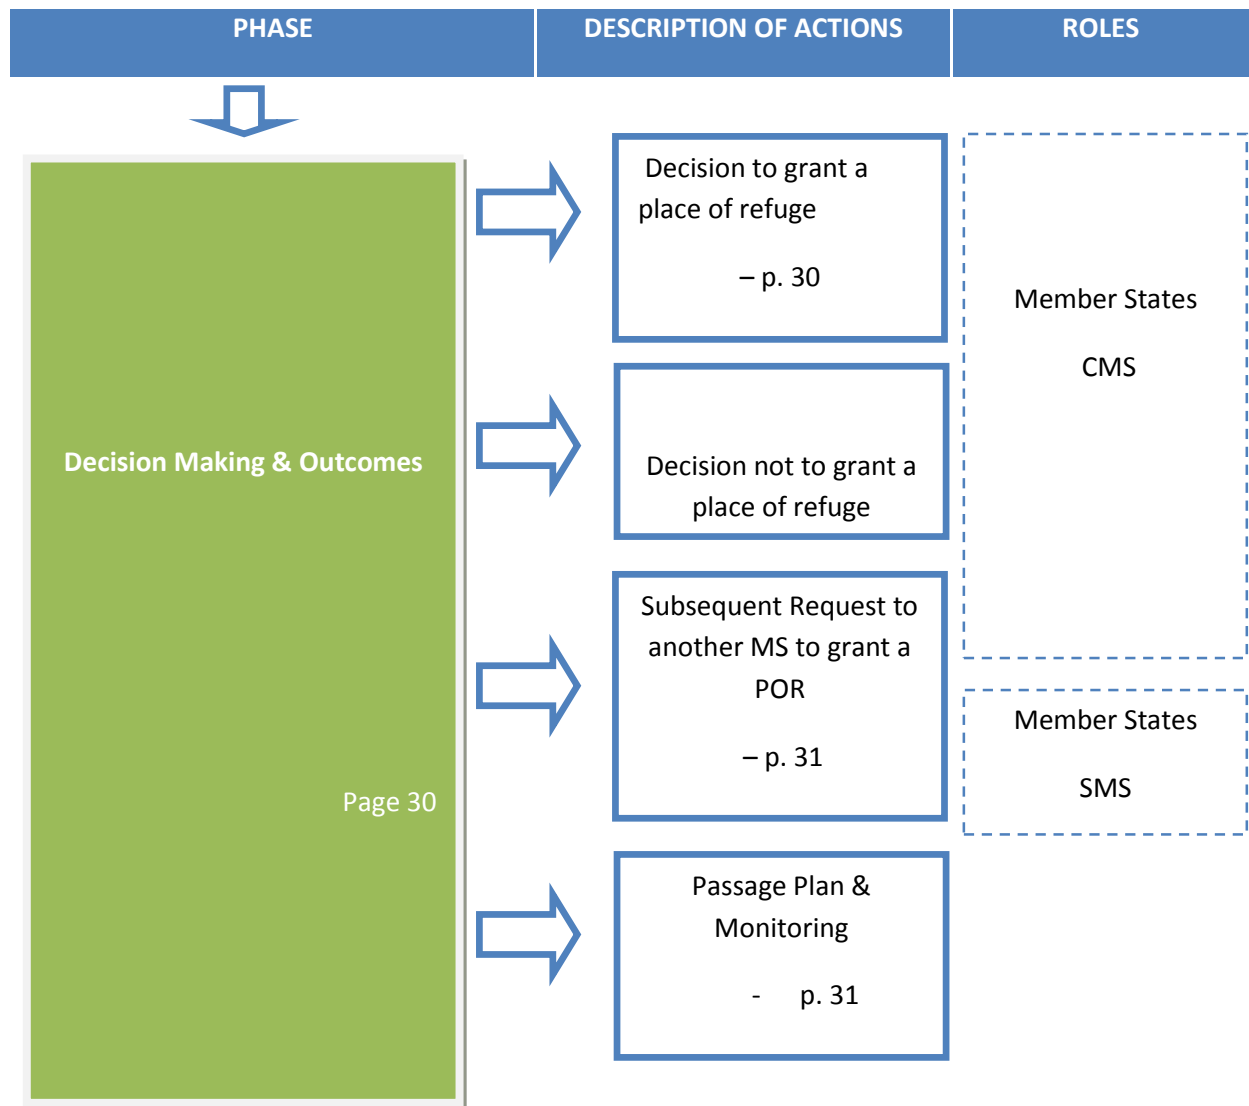 PHASE
DESCRIPTION OF ACTIONS
ROLES
Decision Making & Outcomes
Page 30
Decision to grant a
place of refuge
– p. 30
Decision not to grant a
place of refuge
Subsequent Request to
another MS to grant a
POR
– p. 31
Passage Plan &
Monitoring
- p. 31
Member States
CMS
Member States
SMS